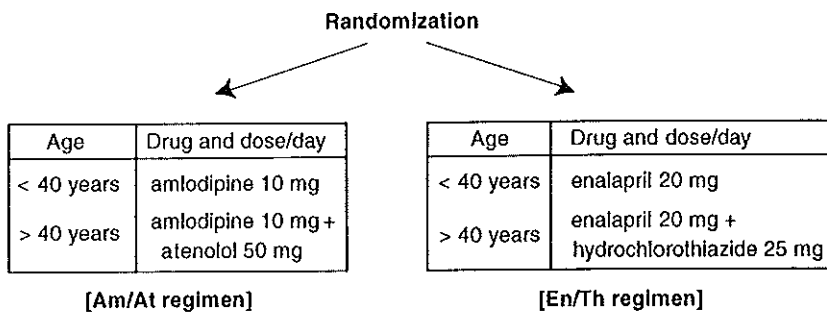 Randomization
Age Drug and dose/day
< 40 years amlodipine 10 mg
> 40 years amlodipine 10 mg +
atenolol 50 mg
[Am/At regimen]
Age Drug and dose/day
< 40 years enalapril 20 mg
> 40 years enalapril 20 mg +
hydrochlorothiazide 25 mg
[En/Th regimen]